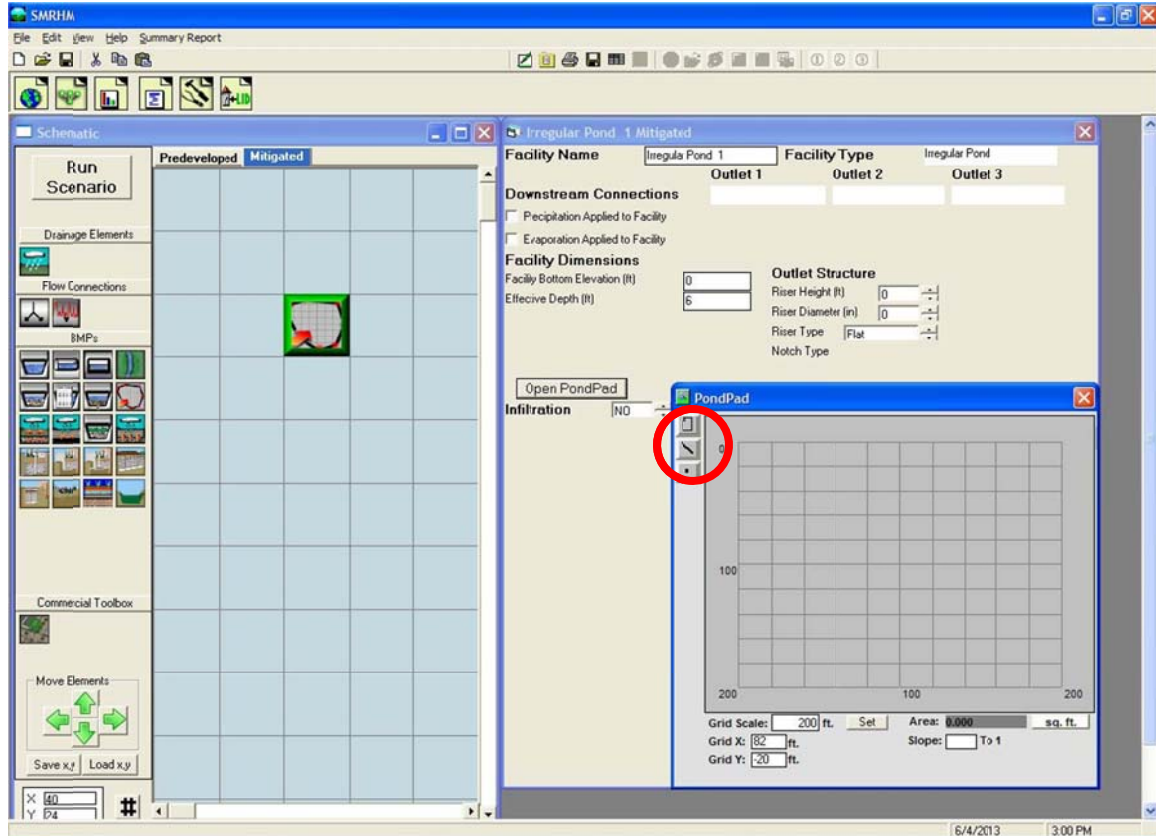 SMRHM
File Edit View Help Summary Report
Schematic
Run
Scenario
Predeveloped Mitigated
Drainage Elements
Flow Connections
BMPs
Commercial Toolbox
Move Elements
Save x,y Load x,y
X 40
Y 24
#
LID
Irregular Pond 1 Mitigated
Facility Name Irregula Pond 1 Facility Type Irregular Pond
Outlet 1 Outlet 2 Outlet 3
Downstream Connections
Pecipitation Applied to Facility
Evaporation Applied to Facility
Facility Dimensions
Facility Bottom Elevation (ft) 0
Effective Depth (ft) 6
Outlet Structure
Riser Height (ft) 0
Riser Diameter (in) 0
Riser Type Flat
Notch Type
Open PondPad
Infiltration NO
PondPad
0
100
200 100 200
Grid Scale: 200 ft. Set Area: 0.000 sq. ft.
Grid X: 82 ft. Slope: To 1
Grid Y: -20 ft.
6/4/2013 3:00 PM